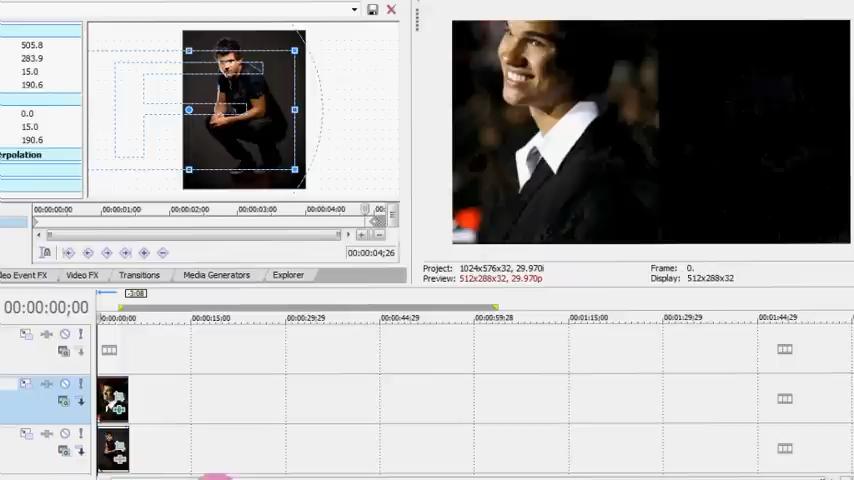 505.8
283.9
15.0
190.6
0.0
15.0
190.6
erpolation
00:00:00;00 00:00:01;00 00:00:02;00 00:00:03;00 00:00:04;00 00:
00:00:04;26
deo Event FX Video FX Transitions Media Generators Explorer
Project: 1024x576x32, 29.970i
Preview: 512x288x32, 29.970p
Frame: 0.
Display: 512x288x32
-3:08
00:00:00;00
00:00:00;00 00:00:15;00 00:00:29;29 00:00:44;29 00:00:59;28 00:01:15;00 00:01:29;29 00:01:44;29